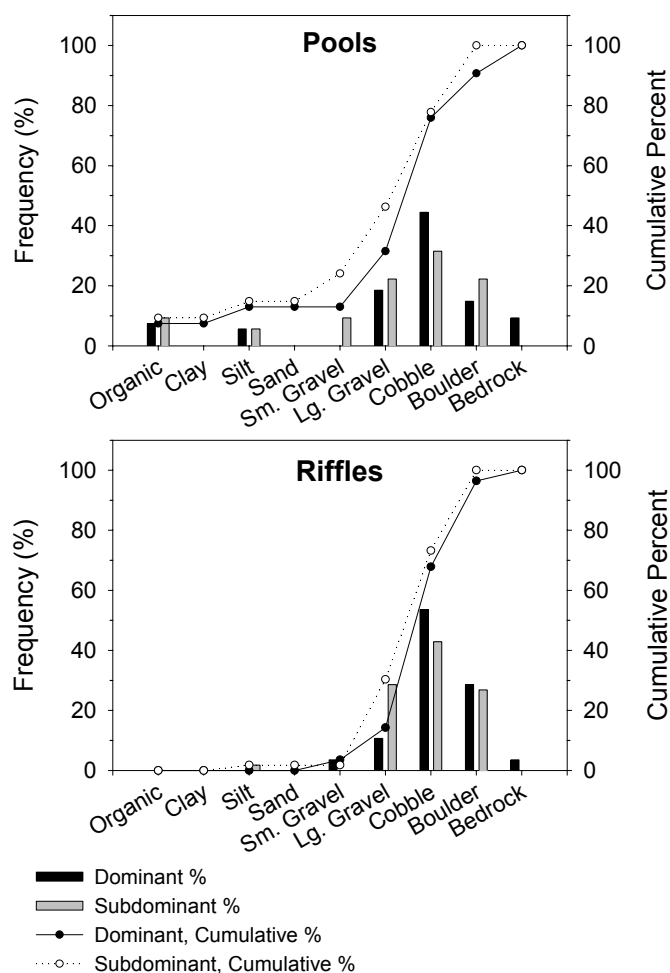 Pools
Frequency (%)
100
80
60
40
20
0
100
80
60
40
20
0
Cumulative Percent
Organic
Clay
Silt
Sand
Sm. Gravel
Lg. Gravel
Cobble
Boulder
Bedrock
Riffles
Frequency (%)
100
80
60
40
20
0
100
80
60
40
20
0
Cumulative Percent
Organic
Clay
Silt
Sand
Sm. Gravel
Lg. Gravel
Cobble
Boulder
Bedrock
Dominant %
Subdominant %
Dominant, Cumulative %
Subdominant, Cumulative %